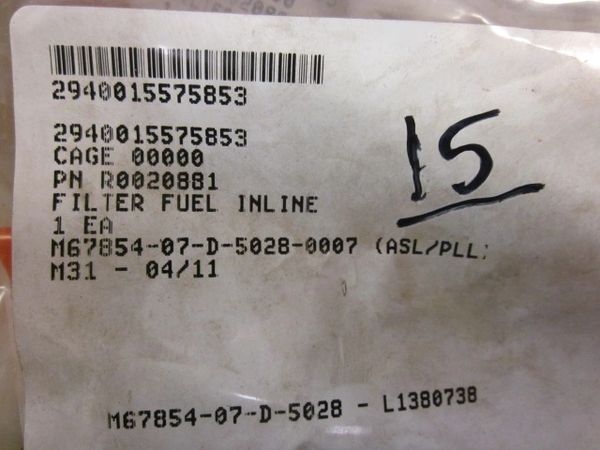 2940015575853
2940015575853
CAGE 00000
PN R0020881
FILTER FUEL INLINE
1 EA
M67854-07-D-5028-0007 (ASL/PLL)
M31 - 04/11
15
M67854-07-D-5028 - L1380738